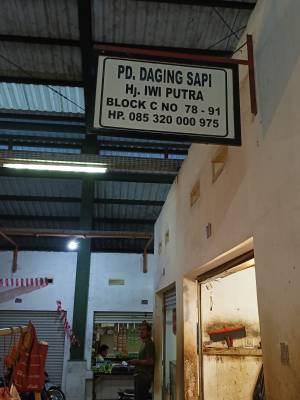 PD. DAGING SAPI
Hj. IWI PUTRA
BLOCK C NO 78 - 91
HP. 085 320 000 975